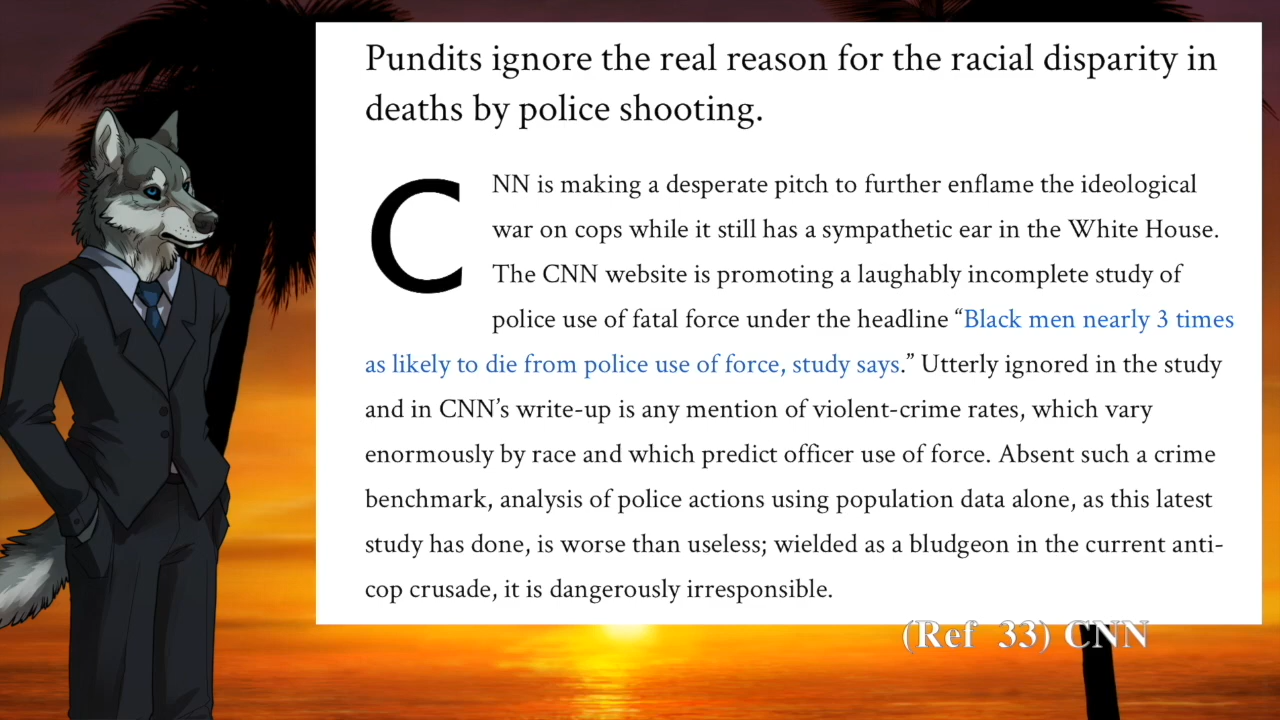 Pundits ignore the real reason for the racial disparity in
deaths by police shooting.
CNN is making a desperate pitch to further enflame the ideological
war on cops while it still has a sympathetic ear in the White House.
The CNN website is promoting a laughably incomplete study of
police use of fatal force under the headline “Black men nearly 3 times
as likely to die from police use of force, study says.” Utterly ignored in the study
and in CNN’s write-up is any mention of violent-crime rates, which vary
enormously by race and which predict officer use of force. Absent such a crime
benchmark, analysis of police actions using population data alone, as this latest
study has done, is worse than useless; wielded as a bludgeon in the current anti-
cop crusade, it is dangerously irresponsible.
(Ref 33) CNN